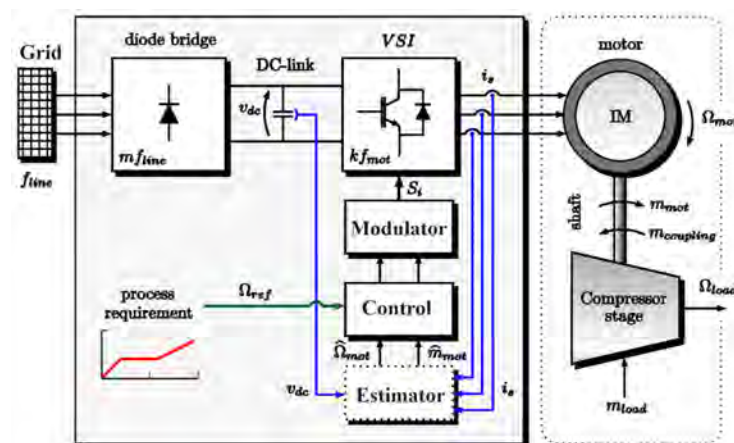 Grid
f_line
diode bridge
mf_line
DC-link
v_dc
VSI
kf_mot
i_s
motor
IM
Ω_mot
shaft
m_mot
m_coupling
S_i
Modulator
process
requirement
Ω_ref
Control
Ω̂_mot
m̂_mot
v_dc
Estimator
i_s
Compressor
stage
Ω_load
m_load